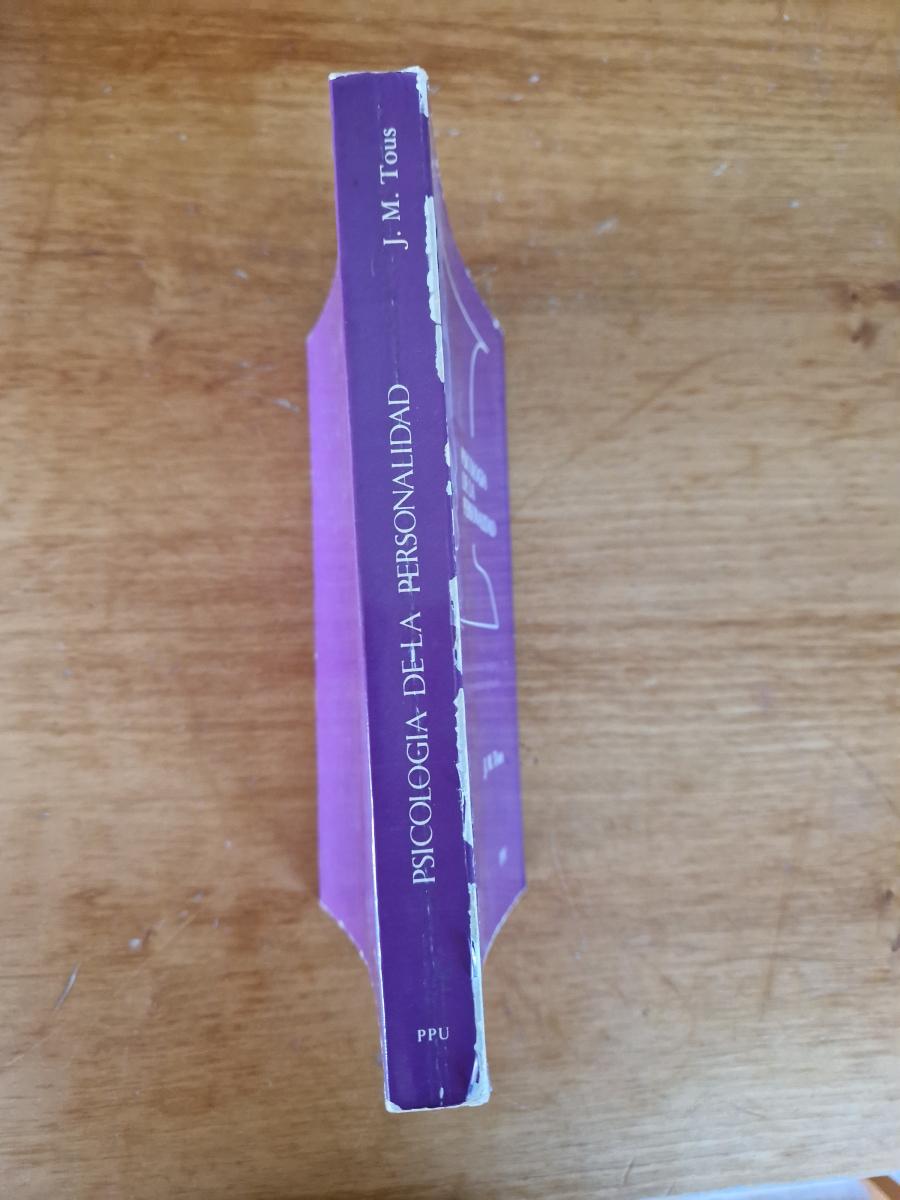 J. M. Tous
PSICOLOGIA DE LA PERSONALIDAD
PPU